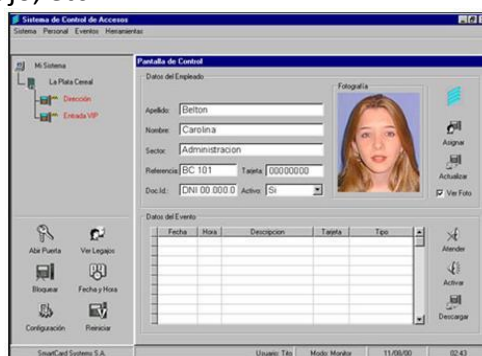 Sistema de Control de Accesos
Sistema Personal Eventos Herramientas
Mi Sistema
La Plata Cereal
Dirección
Entrada VIP
Abrir Puerta
Ver Legajos
Bloquear
Fecha y Hora
Configuración
Reiniciar
Pantalla de Control
Datos del Empleado
Fotografía
Apellido: Belton
Nombre: Carolina
Sector: Administracion
Referencia: BC 101 Tarjeta: 00000000
Doc.Id.: DNI 00.000.0 Activo: Si
Asignar
Actualizar
Ver Foto
Datos del Evento
Fecha Hora Descripcion Tarjeta Tipo
Atender
Activar
Descargar
SmartCard Systems S.A. Usuario: Tito Modo: Monitor 11/08/00 02:43